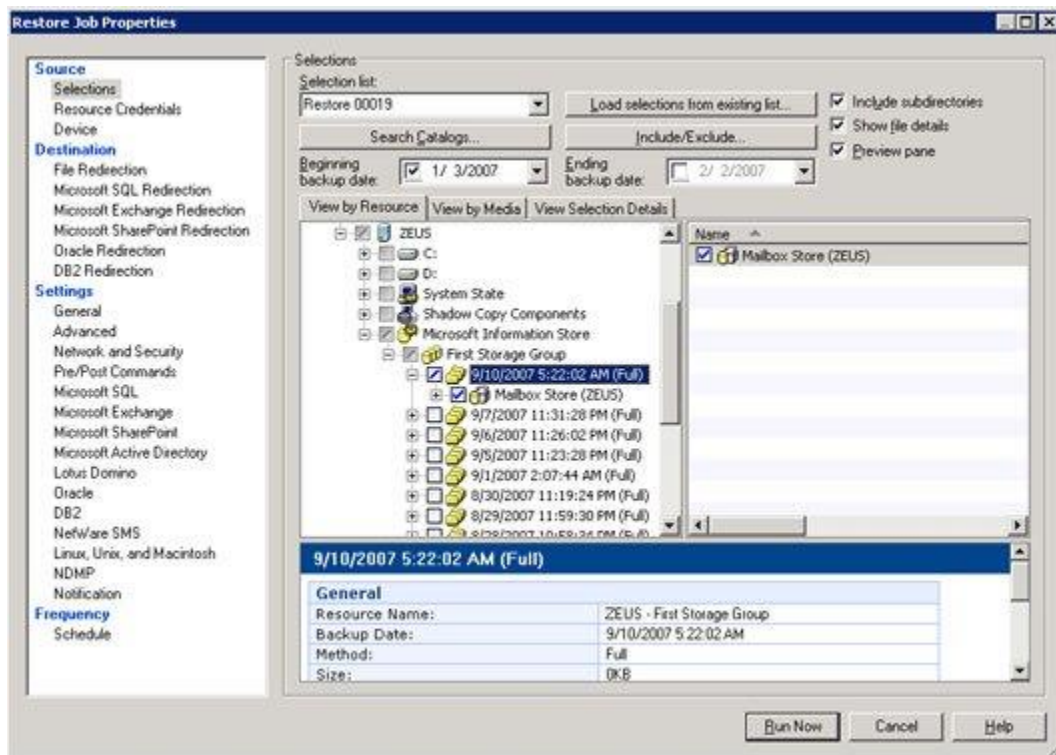 Restore Job Properties
Source
Selections
Resource Credentials
Device
Destination
File Redirection
Microsoft SQL Redirection
Microsoft Exchange Redirection
Microsoft SharePoint Redirection
Oracle Redirection
DB2 Redirection
Settings
General
Advanced
Network and Security
Pre/Post Commands
Microsoft SQL
Microsoft Exchange
Microsoft SharePoint
Microsoft Active Directory
Lotus Domino
Oracle
DB2
NetWare SMS
Linux, Unix, and Macintosh
NDMP
Notification
Frequency
Schedule
Selections
Selection list:
Restore 00019
Load selections from existing list...
Include subdirectories
Search Catalogs...
Include/Exclude...
Show file details
Preview pane
Beginning backup date:
1/ 3/2007
Ending backup date:
2/ 2/2007
View by Resource
View by Media
View Selection Details
ZEUS
C:
D:
System State
Shadow Copy Components
Microsoft Information Store
First Storage Group
9/10/2007 5:22:02 AM (Full)
Mailbox Store (ZEUS)
9/7/2007 11:31:28 PM (Full)
9/6/2007 11:26:02 PM (Full)
9/5/2007 11:23:28 PM (Full)
9/1/2007 2:07:44 AM (Full)
8/30/2007 11:19:24 PM (Full)
8/29/2007 11:59:30 PM (Full)
Name
Mailbox Store (ZEUS)
9/10/2007 5:22:02 AM (Full)
General
Resource Name: ZEUS - First Storage Group
Backup Date: 9/10/2007 5:22:02 AM
Method: Full
Size: 0KB
Run Now
Cancel
Help